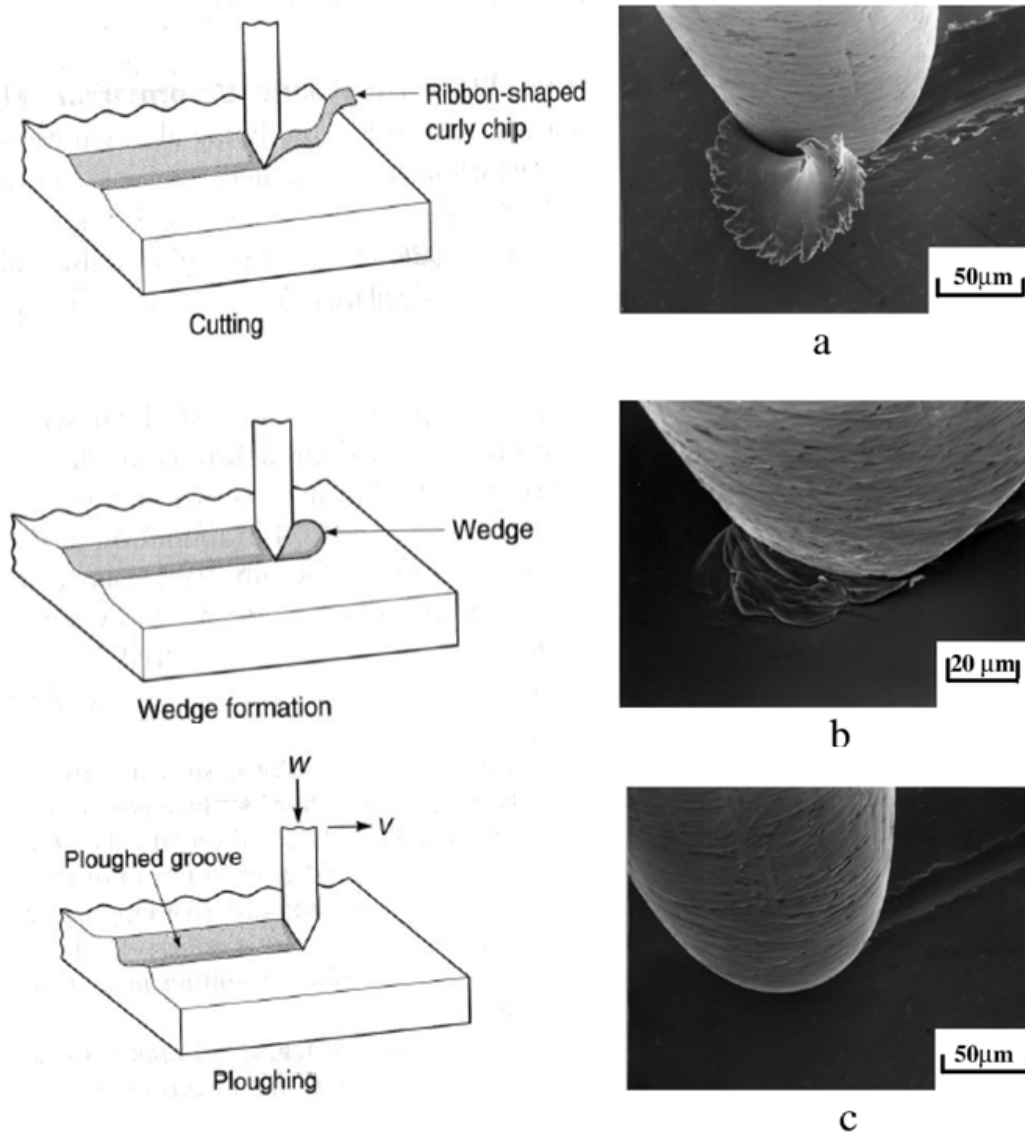 Ribbon-shaped
curly chip
Cutting
50μm
a
Wedge
Wedge formation
20 μm
b
W
V
Ploughed groove
Ploughing
50μm
c